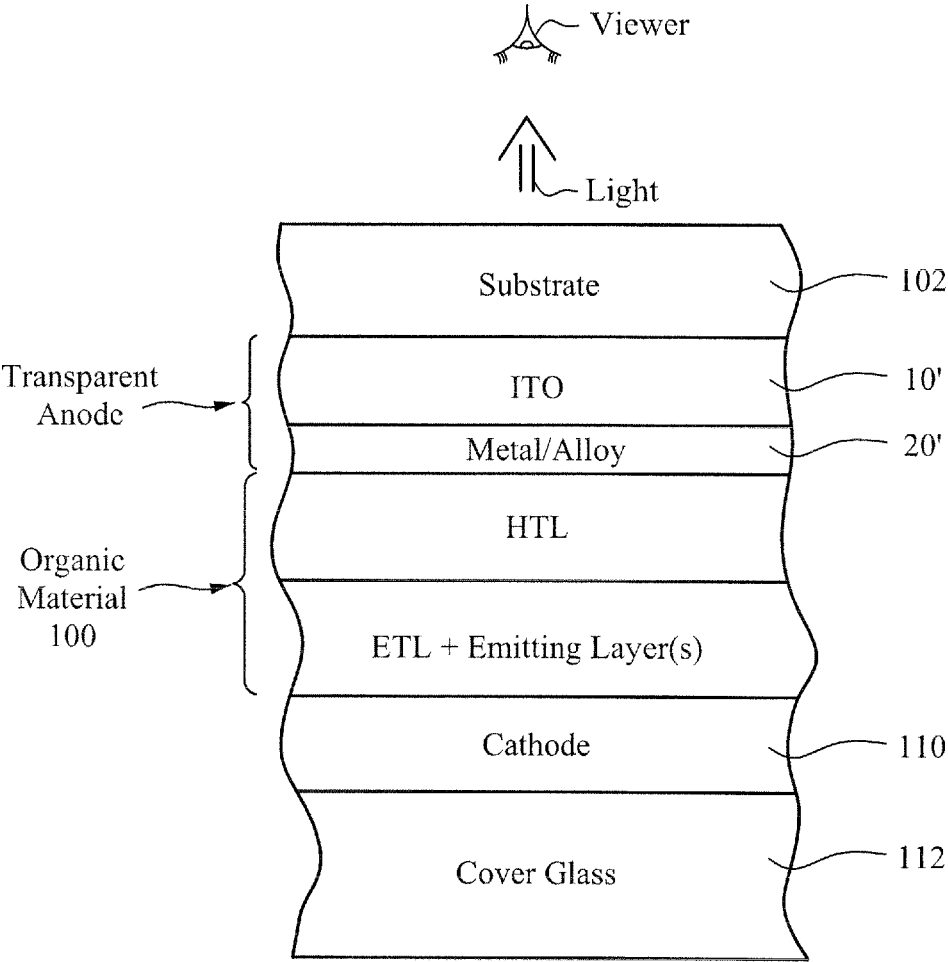 Viewer
Light
Substrate
102
Transparent
Anode
ITO
10'
Metal/Alloy
20'
HTL
Organic
Material
100
ETL + Emitting Layer(s)
Cathode
110
Cover Glass
112